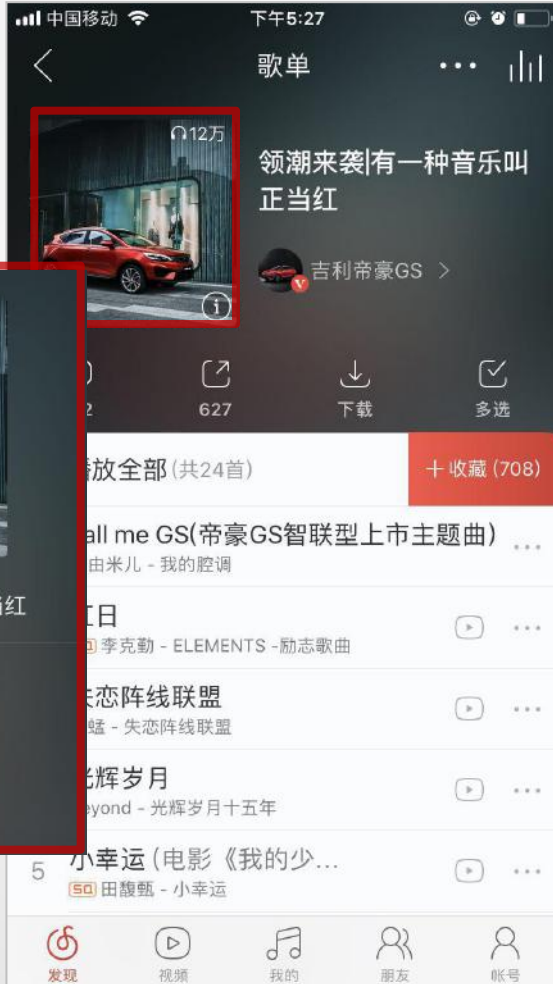 中国移动 下午5:27
歌单
12万
领潮来袭|有一种音乐叫
正当红
吉利帝豪GS >
627 下载 多选
放全部(共24首)
+收藏(708)
all me GS(帝豪GS智联型上市主题曲)
由米儿 - 我的腔调
红
日
李克勤 - ELEMENTS -励志歌曲
恋阵线联盟
蜢 - 失恋阵线联盟
辉岁月
eyond - 光辉岁月十五年
5 小幸运(电影《我的少...
SQ 田馥甄 - 小幸运
发现 视频 我的 朋友 帐号